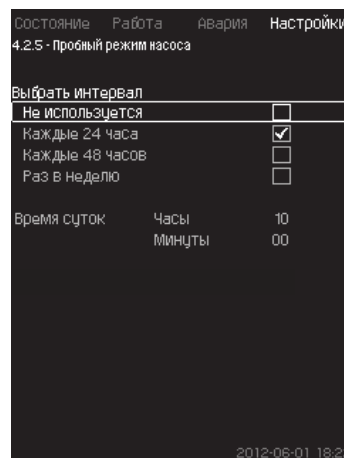 Состояние Работа Авария Настройки
4.2.5 - Пробный режим насоса
Выбрать интервал
Не используется
Каждые 24 часа
Каждые 48 часов
Раз в неделю
Время суток Часы 10
Минуты 00
2012-06-01 18:2